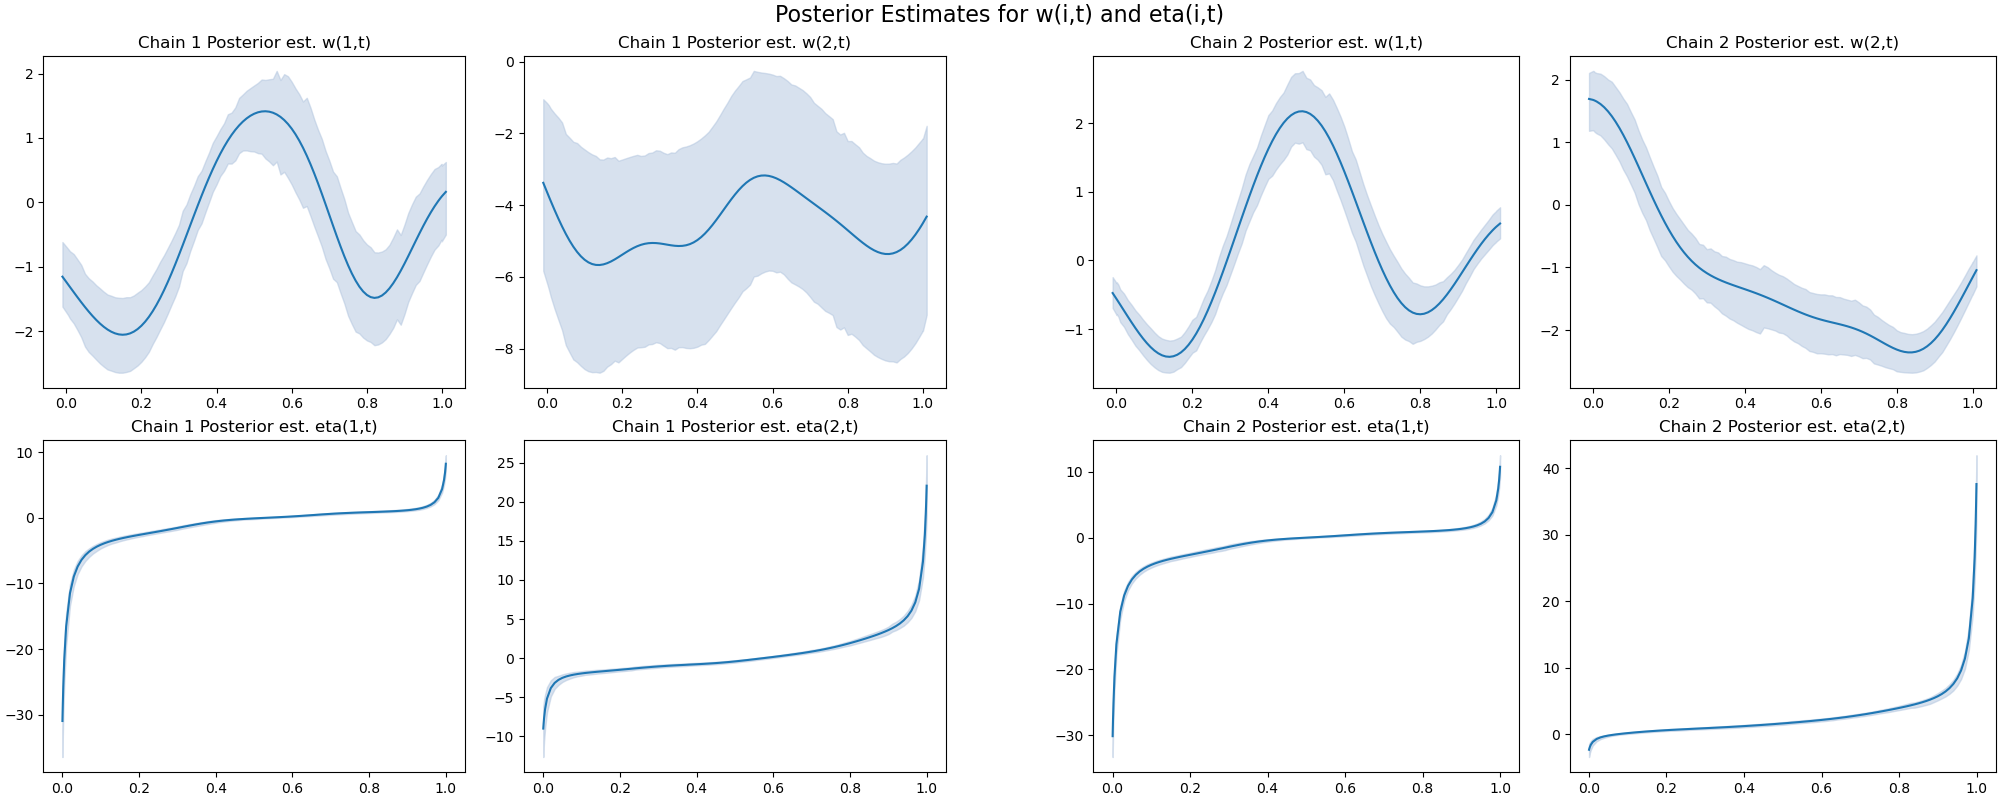 Posterior Estimates for w(i,t) and eta(i,t)
Chain 1 Posterior est. w(1,t)
2
1
0
−1
−2
0.0 0.2 0.4 0.6 0.8 1.0
Chain 1 Posterior est. w(2,t)
0
−2
−4
−6
−8
0.0 0.2 0.4 0.6 0.8 1.0
Chain 2 Posterior est. w(1,t)
2
1
0
−1
0.0 0.2 0.4 0.6 0.8 1.0
Chain 2 Posterior est. w(2,t)
2
1
0
−1
−2
0.0 0.2 0.4 0.6 0.8 1.0
Chain 1 Posterior est. eta(1,t)
10
0
−10
−20
−30
0.0 0.2 0.4 0.6 0.8 1.0
Chain 1 Posterior est. eta(2,t)
25
20
15
10
5
0
−5
−10
0.0 0.2 0.4 0.6 0.8 1.0
Chain 2 Posterior est. eta(1,t)
10
0
−10
−20
−30
0.0 0.2 0.4 0.6 0.8 1.0
Chain 2 Posterior est. eta(2,t)
40
30
20
10
0
0.0 0.2 0.4 0.6 0.8 1.0